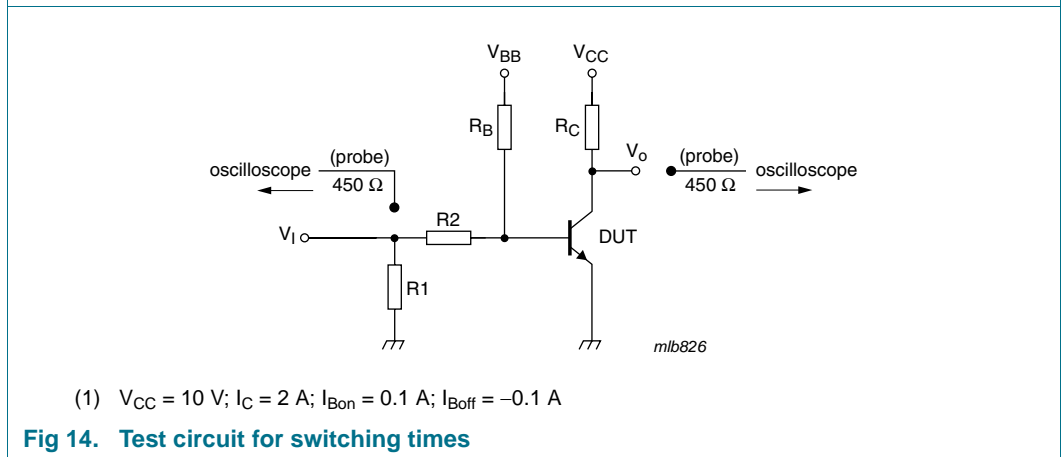 V_BB V_CC
R_B R_C
V_o
oscilloscope (probe) (probe) oscilloscope
450 Ω 450 Ω
R2
V_I DUT
R1
mlb826
(1) V_CC = 10 V; I_C = 2 A; I_Bon = 0.1 A; I_Boff = −0.1 A
Fig 14. Test circuit for switching times